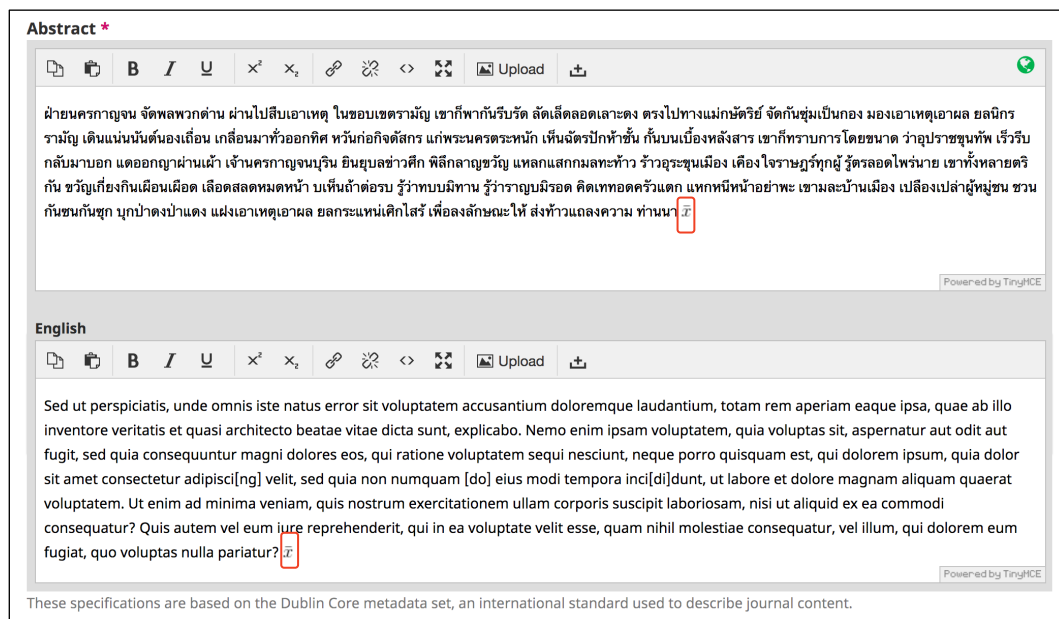 Abstract *
B I U x² x₂ <> Upload
ฝ่ายนครกาญจน จัดพลพวกด่าน ผ่านไปสืบเอาเหตุ ในขอบเขตรามัญ เขาก็พากันรีบรัด ลัดเล็ดลอดเลาะดง ตรงไปทางแม่กษัตริย์ จัดกันซุ่มเป็นกอง มองเอาเหตุเอาผล ยลนิกร
รามัญ เดินแน่นนันต์นองเถื่อน เกลื่อนมาทั่วออกทิศ หวันก่อกิจดัสกร แก่พระนครตระหนัก เห็นฉัตรปักห้าชั้น กั้นบนเบื้องหลังสาร เขาก็ทราบการโดยขนาด ว่าอุปราชขุนทัพ เร็วรีบ
กลับมาบอก แดออกญาผ่านเผ้า เจ้านครกาญจนบุริน ยินยุบลข่าวศึก พิลึกลาญขวัญ แหลกแสกกมลทะท้าว ร้าวอุระขุนเมือง เคือง ใจราษฎร์ทุกผู้ รู้ตรลอดไพร่นาย เขาทั้งหลายตริ
กัน ขวัญเกี่ยงกินเผือนเผือด เลือดสลดหมดหน้า บเห็นถ้าต่อรบ รู้ว่าทบบมิทาน รู้ว่าราญบมิรอด คิดเททอดครัวแตก แหกหนีหน้าอย่าพะ เขามละบ้านเมือง เปลืองเปล่าผู้หมู่ชน ชวน
กันซนกันซุก บุกป่าดงป่าแดง แฝงเอาเหตุเอาผล ยลกระแหน่เศิกไสร้ เพื่อลงลักษณะให้ ส่งท้าวแถลงความ ท่านนา x̄
Powered by TinyMCE
English
B I U x² x₂ <> Upload
Sed ut perspiciatis, unde omnis iste natus error sit voluptatem accusantium doloremque laudantium, totam rem aperiam eaque ipsa, quae ab illo
inventore veritatis et quasi architecto beatae vitae dicta sunt, explicabo. Nemo enim ipsam voluptatem, quia voluptas sit, aspernatur aut odit aut
fugit, sed quia consequuntur magni dolores eos, qui ratione voluptatem sequi nesciunt, neque porro quisquam est, qui dolorem ipsum, quia dolor
sit amet consectetur adipisci[ng] velit, sed quia non numquam [do] eius modi tempora inci[di]dunt, ut labore et dolore magnam aliquam quaerat
voluptatem. Ut enim ad minima veniam, quis nostrum exercitationem ullam corporis suscipit laboriosam, nisi ut aliquid ex ea commodi
consequatur? Quis autem vel eum iure reprehenderit, qui in ea voluptate velit esse, quam nihil molestiae consequatur, vel illum, qui dolorem eum
fugiat, quo voluptas nulla pariatur? x̄
Powered by TinyMCE
These specifications are based on the Dublin Core metadata set, an international standard used to describe journal content.